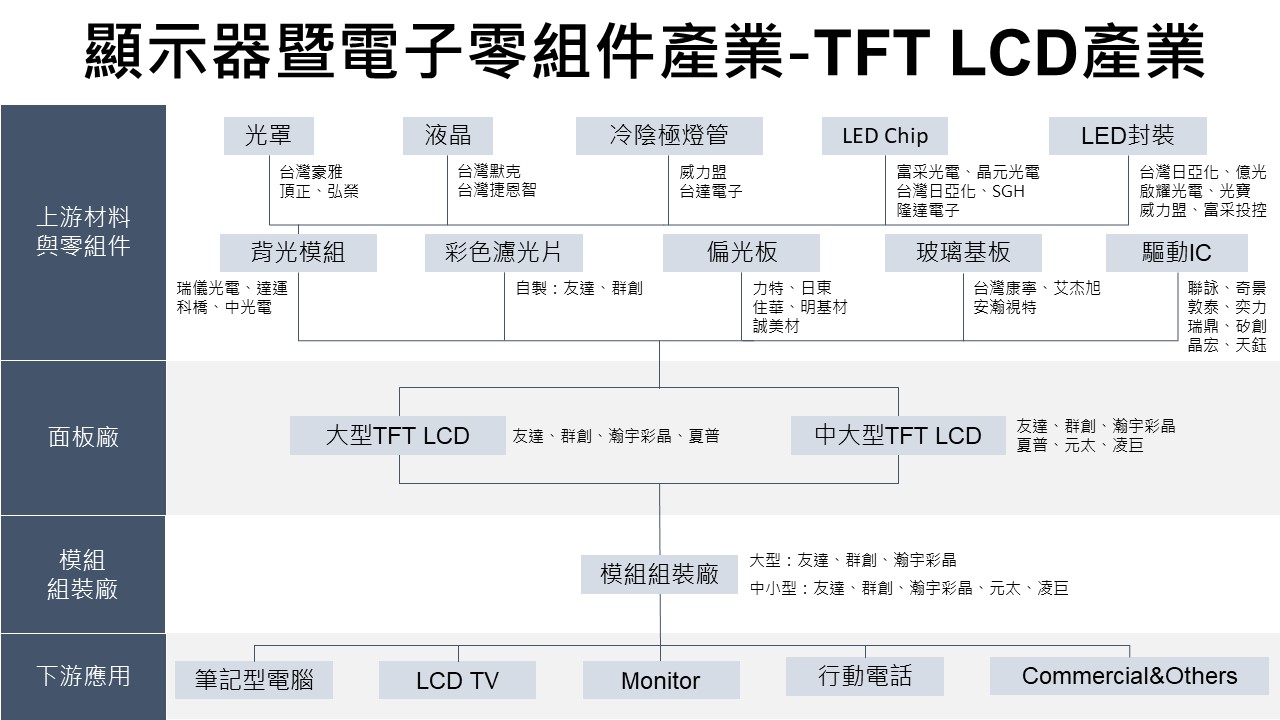 顯示器暨電子零組件產業-TFT LCD產業
上游材料
與零組件
光罩
台灣豪雅
頂正、弘榮
液晶
台灣默克
台灣捷恩智
冷陰極燈管
威力盟
台達電子
LED Chip
富采光電、晶元光電
台灣日亞化、SGH
隆達電子
LED封裝
台灣日亞化、億光
啟耀光電、光寶
威力盟、富采投控
背光模組
瑞儀光電、達運
科橋、中光電
彩色濾光片
自製：友達、群創
偏光板
力特、日東
住華、明基材
誠美材
玻璃基板
台灣康寧、艾杰旭
安瀚視特
驅動IC
聯詠、奇景
敦泰、奕力
瑞鼎、矽創
晶宏、天鈺
面板廠
大型TFT LCD
友達、群創、瀚宇彩晶、夏普
中大型TFT LCD
友達、群創、瀚宇彩晶
夏普、元太、凌巨
模組
組裝廠
模組組裝廠
大型：友達、群創、瀚宇彩晶
中小型：友達、群創、瀚宇彩晶、元太、凌巨
下游應用
筆記型電腦
LCD TV
Monitor
行動電話
Commercial&Others